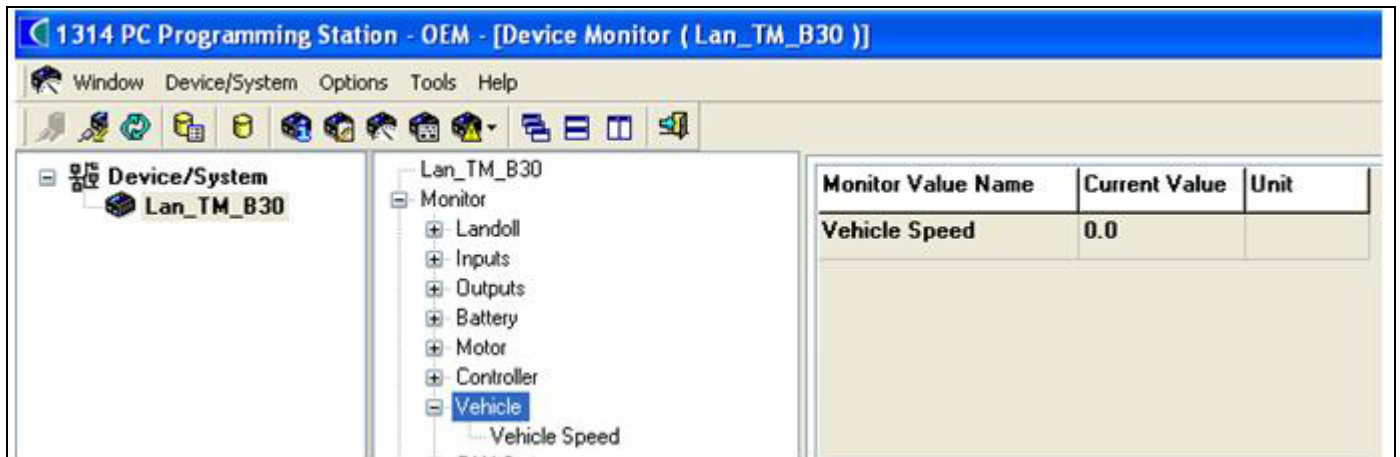 1314 PC Programming Station - OEM - [Device Monitor ( Lan_TM_B30 )]
Window Device/System Options Tools Help
Device/System
Lan_TM_B30
Lan_TM_B30
Monitor
Landoll
Inputs
Outputs
Battery
Motor
Controller
Vehicle
Vehicle Speed
Monitor Value Name Current Value Unit
Vehicle Speed 0.0